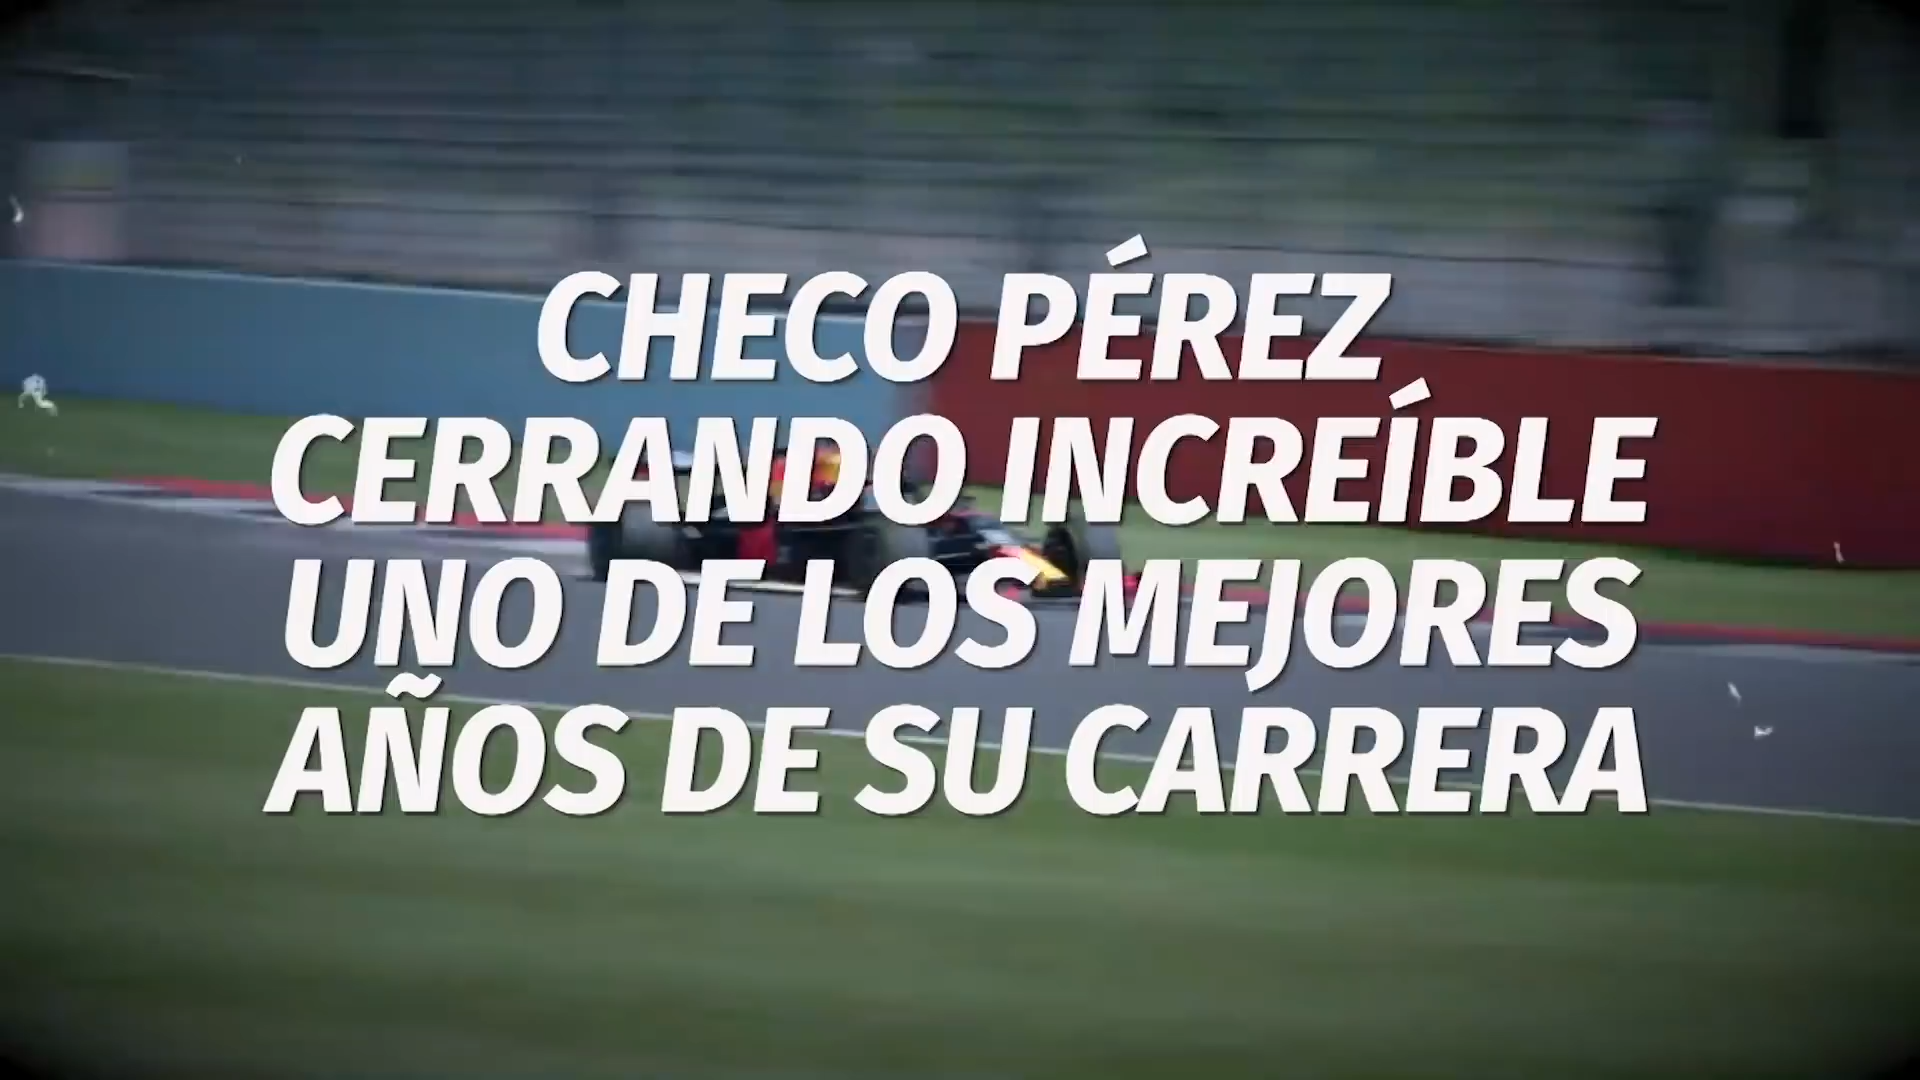 CHECO PÉREZ
CERRANDO INCREÍBLE
UNO DE LOS MEJORES
AÑOS DE SU CARRERA